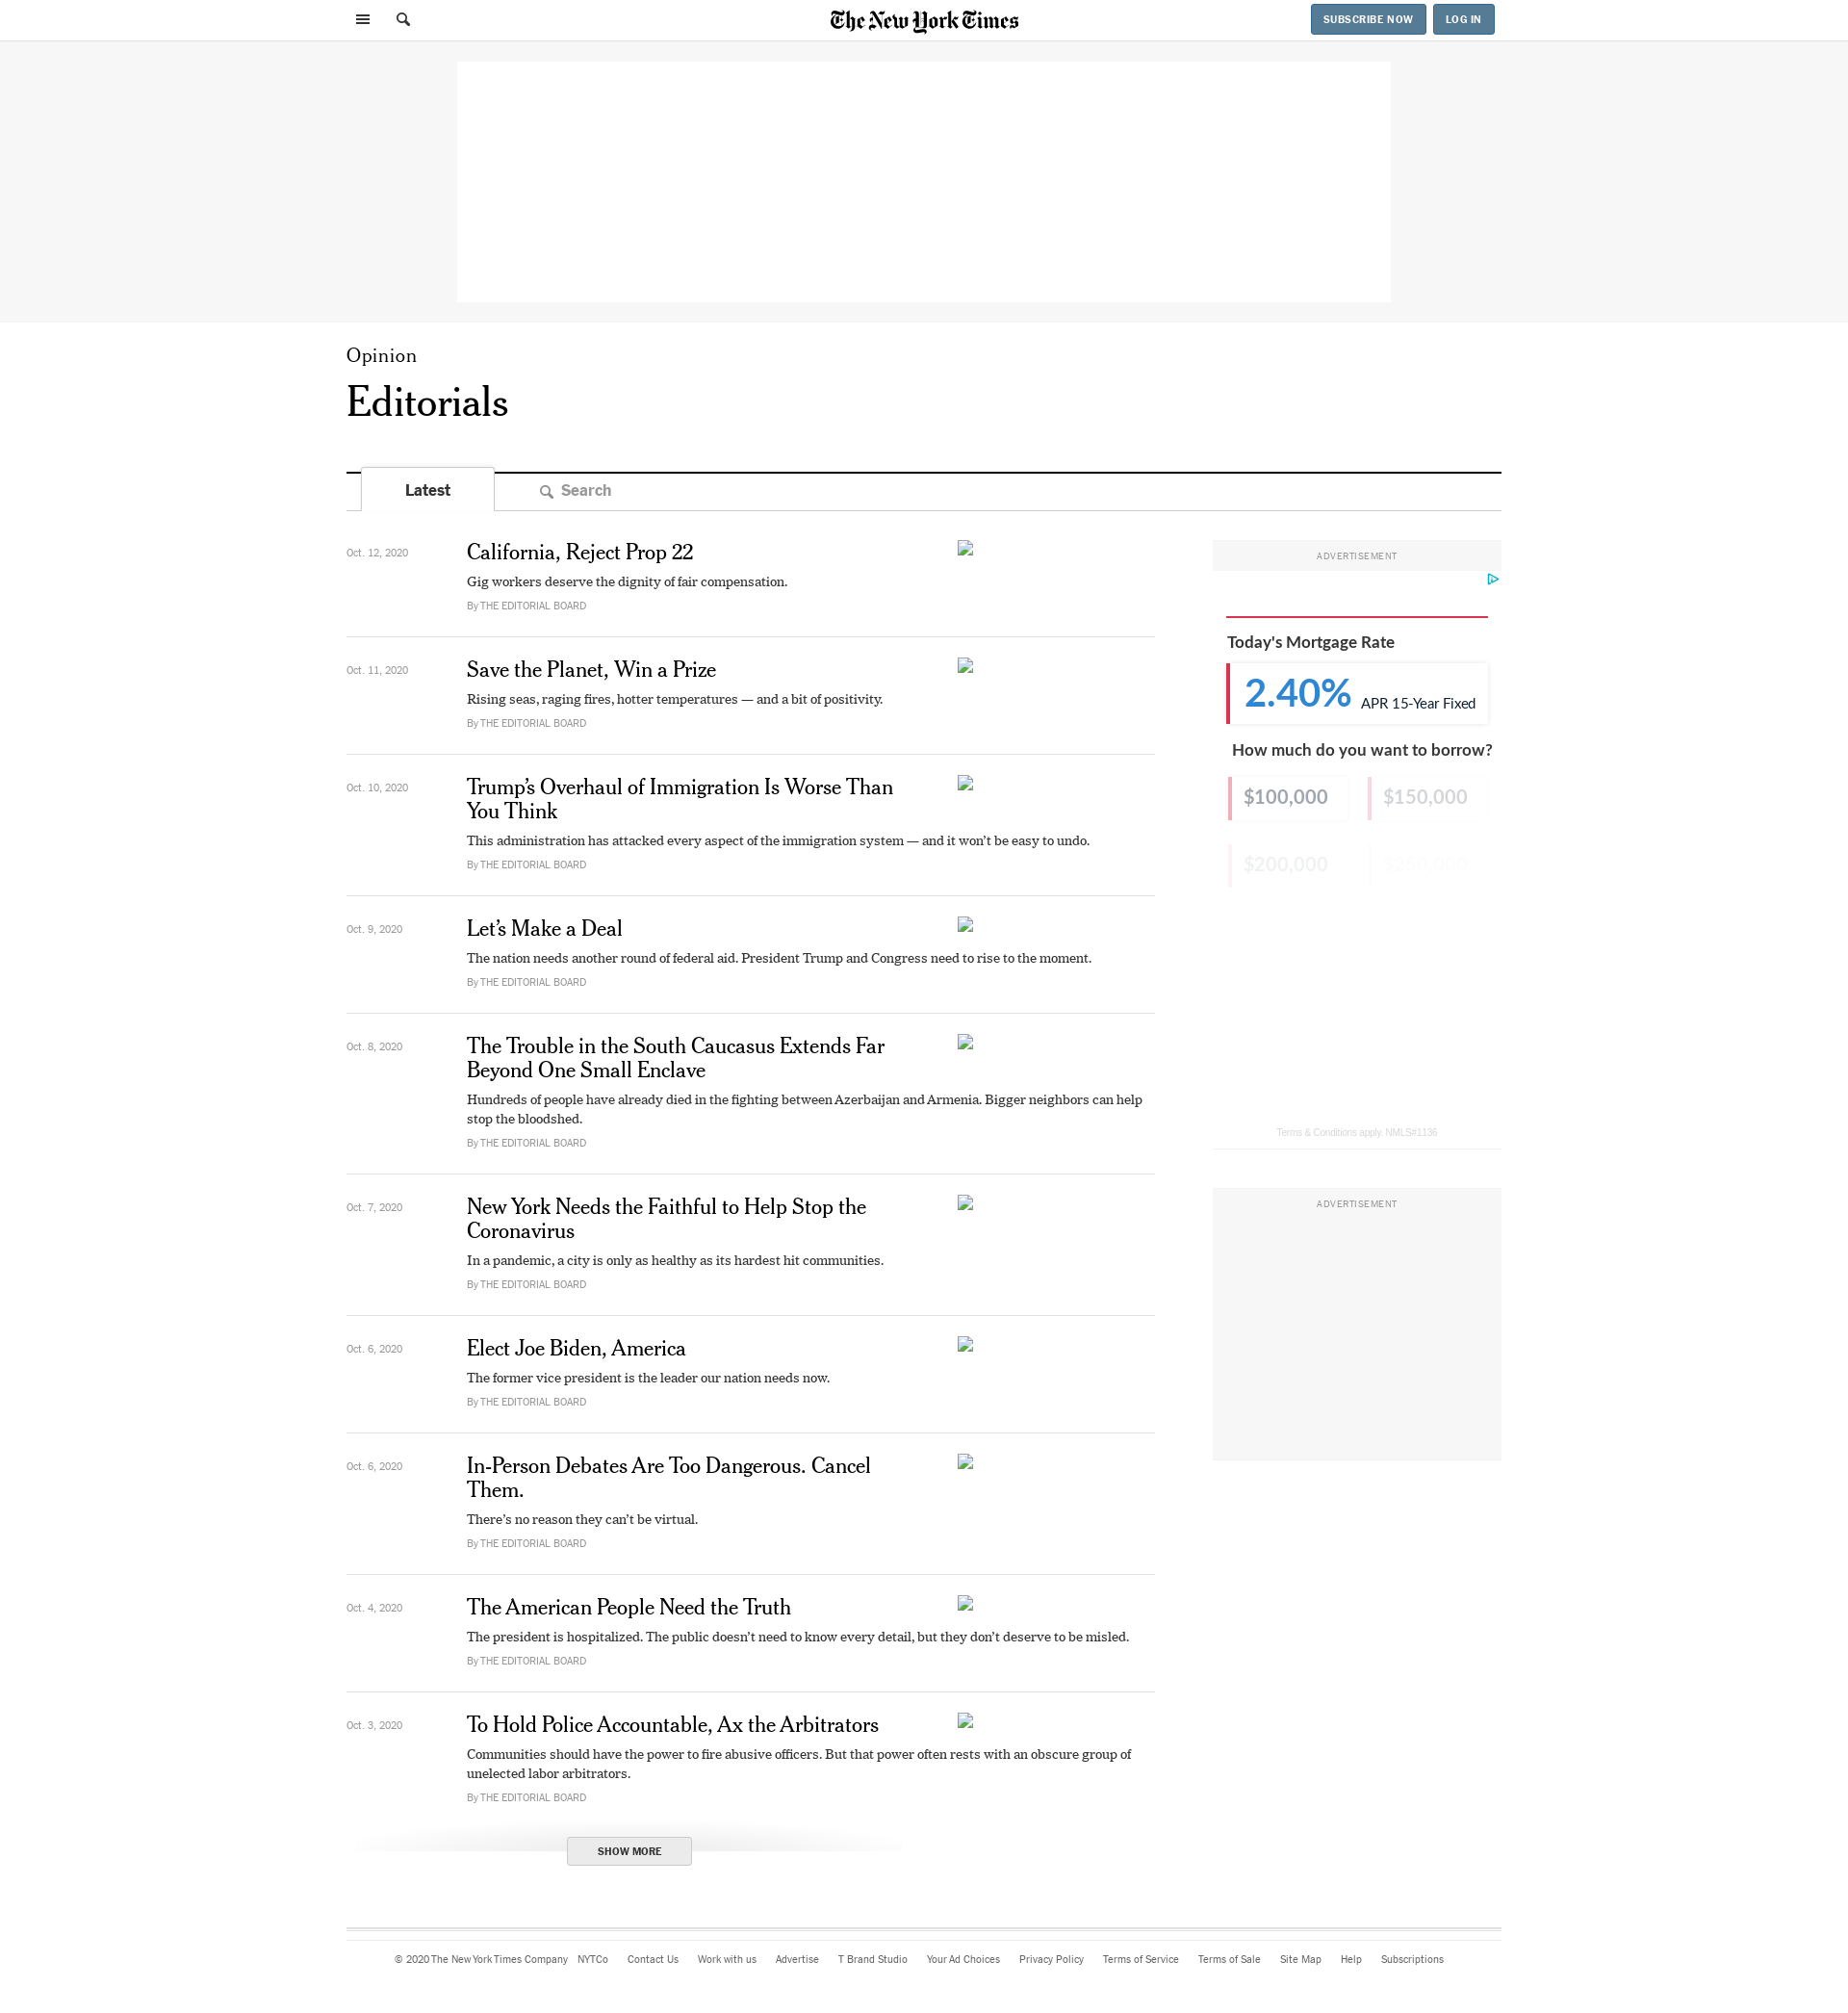 The New York Times
SUBSCRIBE NOW
LOG IN
Opinion
Editorials
Latest
Search
Oct. 12, 2020
California, Reject Prop 22
Gig workers deserve the dignity of fair compensation.
By THE EDITORIAL BOARD
Oct. 11, 2020
Save the Planet, Win a Prize
Rising seas, raging fires, hotter temperatures — and a bit of positivity.
By THE EDITORIAL BOARD
Oct. 10, 2020
Trump’s Overhaul of Immigration Is Worse Than
You Think
This administration has attacked every aspect of the immigration system — and it won’t be easy to undo.
By THE EDITORIAL BOARD
Oct. 9, 2020
Let’s Make a Deal
The nation needs another round of federal aid. President Trump and Congress need to rise to the moment.
By THE EDITORIAL BOARD
Oct. 8, 2020
The Trouble in the South Caucasus Extends Far
Beyond One Small Enclave
Hundreds of people have already died in the fighting between Azerbaijan and Armenia. Bigger neighbors can help
stop the bloodshed.
By THE EDITORIAL BOARD
Oct. 7, 2020
New York Needs the Faithful to Help Stop the
Coronavirus
In a pandemic, a city is only as healthy as its hardest hit communities.
By THE EDITORIAL BOARD
Oct. 6, 2020
Elect Joe Biden, America
The former vice president is the leader our nation needs now.
By THE EDITORIAL BOARD
Oct. 6, 2020
In-Person Debates Are Too Dangerous. Cancel
Them.
There’s no reason they can’t be virtual.
By THE EDITORIAL BOARD
Oct. 4, 2020
The American People Need the Truth
The president is hospitalized. The public doesn’t need to know every detail, but they don’t deserve to be misled.
By THE EDITORIAL BOARD
Oct. 3, 2020
To Hold Police Accountable, Ax the Arbitrators
Communities should have the power to fire abusive officers. But that power often rests with an obscure group of
unelected labor arbitrators.
By THE EDITORIAL BOARD
SHOW MORE
ADVERTISEMENT
Today's Mortgage Rate
2.40% APR 15-Year Fixed
How much do you want to borrow?
$100,000
$150,000
$200,000
$250,000
Terms & Conditions apply. NMLS#1136
ADVERTISEMENT
© 2020 The New York Times Company NYTCo Contact Us Work with us Advertise T Brand Studio Your Ad Choices Privacy Policy Terms of Service Terms of Sale Site Map Help Subscriptions